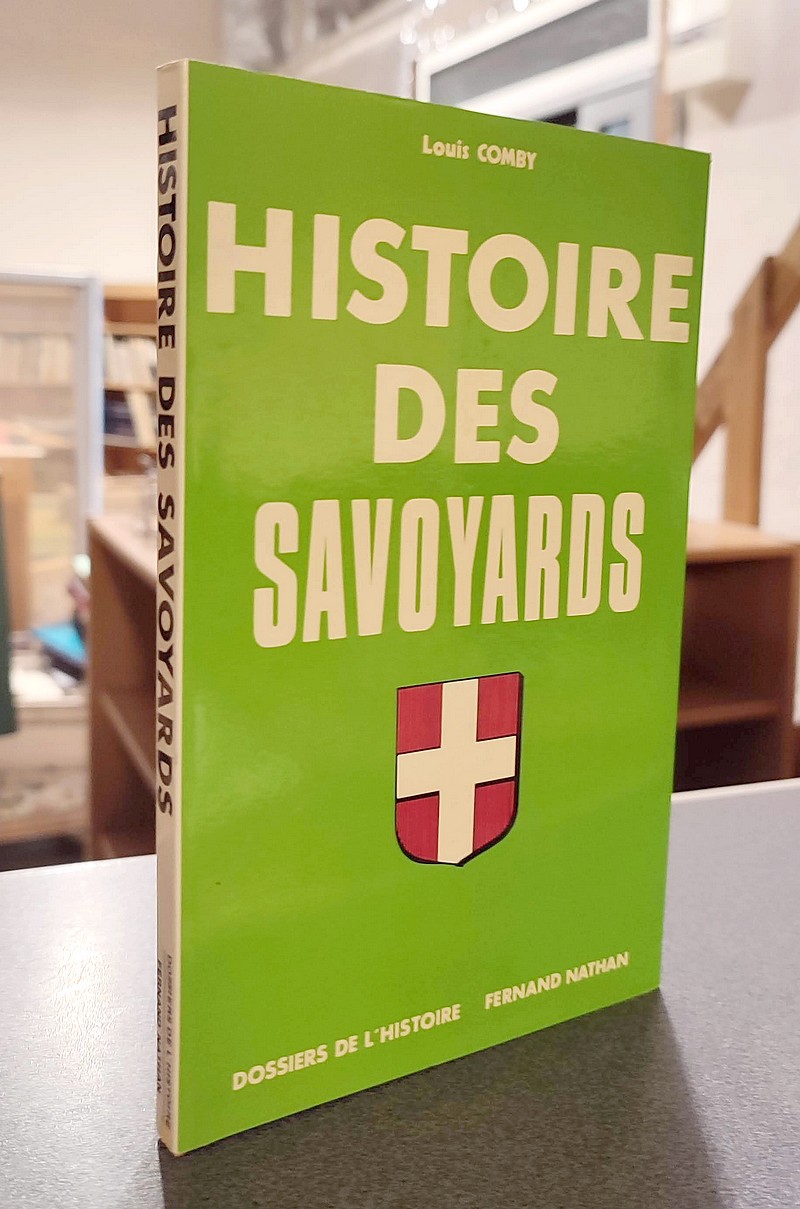 Louis COMBY
HISTOIRE
DES
SAVOYARDS
DOSSIERS DE L'HISTOIRE FERNAND NATHAN
HISTOIRE DES SAVOYARDS
DOSSIERS DE L'HISTOIRE
FERNAND NATHAN